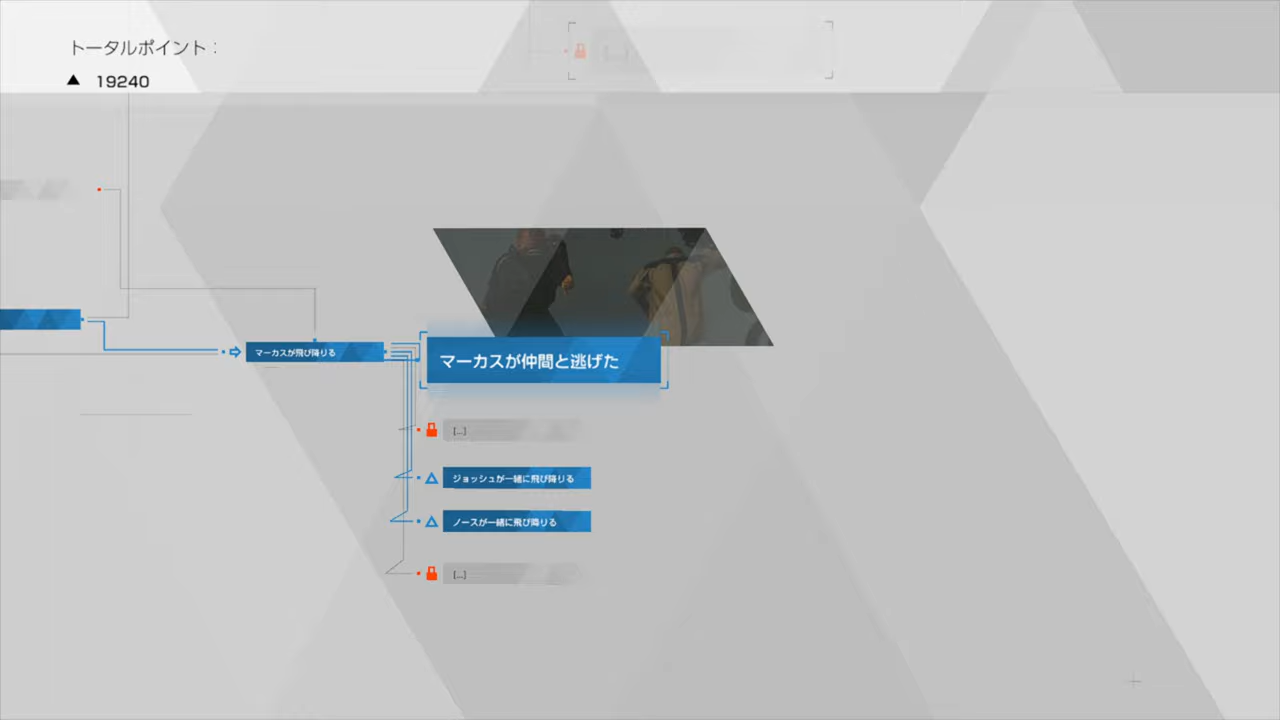 トータルポイント：
▲ 19240
マーカスが飛び降りる
マーカスが仲間と逃げた
[...]
ジョッシュが一緒に飛び降りる
ノースが一緒に飛び降りる
[...]